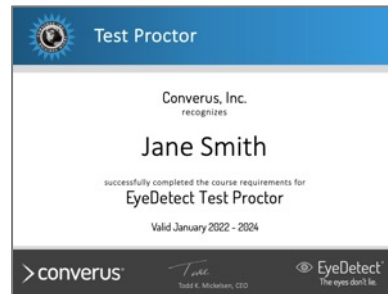 Test Proctor
Converus, Inc.
recognizes
Jane Smith
successfully completed the course requirements for
EyeDetect Test Proctor
Valid January 2022 - 2024
converus
Todd K. Mickelsen, CEO
EyeDetect
The eyes don't lie.